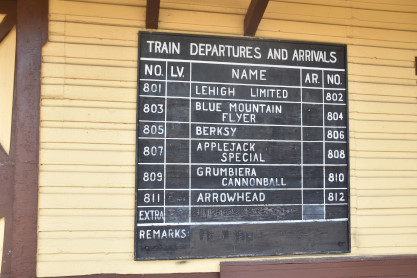 TRAIN DEPARTURES AND ARRIVALS
NO. LV. NAME AR. NO.
801 LEHIGH LIMITED 802
803 BLUE MOUNTAIN FLYER 804
805 BERKSY 806
807 APPLEJACK SPECIAL 808
809 GRUMBIERA CANNONBALL 810
811 ARROWHEAD 812
EXTRA
REMARKS: